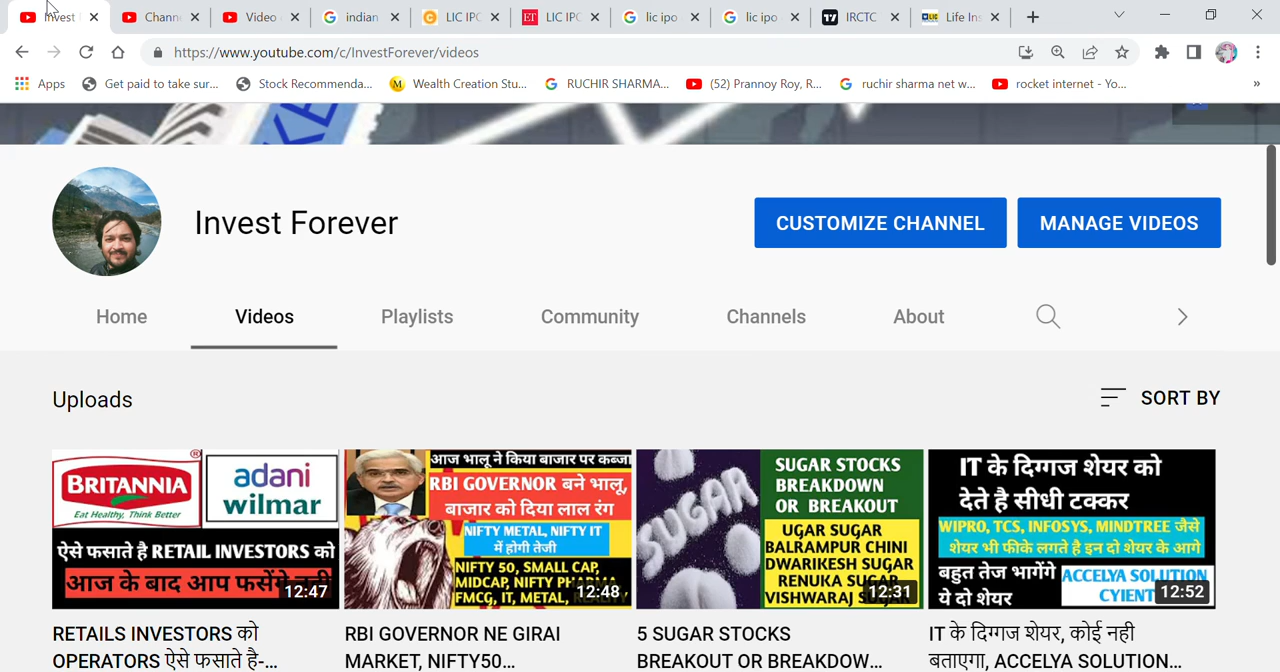 Invest
Chann
Video
indian
LIC IPO
LIC IPO
lic ipo
lic ipo
IRCTC
Life Ins
https://www.youtube.com/c/InvestForever/videos
Apps
Get paid to take sur...
Stock Recommenda...
Wealth Creation Stu...
RUCHIR SHARMA...
(52) Prannoy Roy, R...
ruchir sharma net w...
rocket internet - Yo...
Invest Forever
CUSTOMIZE CHANNEL
MANAGE VIDEOS
Home
Videos
Playlists
Community
Channels
About
Uploads
SORT BY
BRITANNIA
Eat Healthy, Think Better
adani
wilmar
ऐसे फसाते है RETAIL INVESTORS को
आज के बाद आप फसेंगे नही
12:47
RETAILS INVESTORS को
OPERATORS ऐसे फसाते है-...
आज भालू ने किया बाजार पर कब्जा
RBI GOVERNOR बने भालू,
बाजार को दिया लाल रंग
NIFTY METAL, NIFTY IT
में होगी तेजी
NIFTY 50, SMALL CAP,
MIDCAP, NIFTY PHARMA
FMCG, IT, METAL,
12:48
RBI GOVERNOR NE GIRAI
MARKET, NIFTY50...
SUGAR
SUGAR STOCKS
BREAKDOWN
OR BREAKOUT
UGAR SUGAR
BALRAMPUR CHINI
DWARIKESH SUGAR
RENUKA SUGAR
VISHWARAJ SUGAR
12:31
5 SUGAR STOCKS
BREAKOUT OR BREAKDOW...
IT के दिग्गज शेयर को
देते है सीधी टक्कर
WIPRO, TCS, INFOSYS, MINDTREE जैसे
शेयर भी फीके लगते है इन दो शेयर के आगे
बहुत तेज भागेंगे
ये दो शेयर
ACCELYA SOLUTION
CYIENT
12:52
IT के दिग्गज शेयर, कोई नही
बताएगा, ACCELYA SOLUTION...